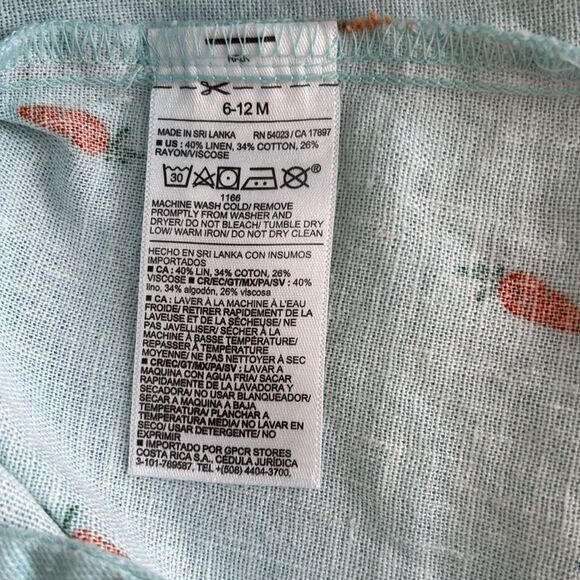 6-12 M
MADE IN SRI LANKA RN 54023 / CA 17897
■ US : 40% LINEN, 34% COTTON, 26%
RAYON/VISCOSE
30 ®
1166
MACHINE WASH COLD/ REMOVE
PROMPTLY FROM WASHER AND
DRYER/ DO NOT BLEACH/ TUMBLE DRY
LOW/ WARM IRON/ DO NOT DRY CLEAN
HECHO EN SRI LANKA CON INSUMOS
IMPORTADOS
■ CA : 40% LIN, 34% COTON, 26%
VISCOSE ■ CR/EC/GT/MX/PA/SV : 40%
lino, 34% algodón, 26% viscosa
■ CA : LAVER À LA MACHINE À L'EAU
FROIDE/ RETIRER RAPIDEMENT DE LA
LAVEUSE ET DE LA SÉCHEUSE/ NE
PAS JAVELLISER/ SÉCHER À LA
MACHINE À BASSE TEMPÉRATURE/
REPASSER À TEMPÉRATURE
MOYENNE/ NE PAS NETTOYER À SEC
■ CR/EC/GT/MX/PA/SV : LAVAR A
MAQUINA CON AGUA FRIA/ SACAR
RAPIDAMENTE DE LA LAVADORA Y
SECADORA/ NO USAR BLANQUEADOR/
SECAR A MAQUINA A BAJA
TEMPERATURA/ PLANCHAR A
TEMPERATURA MEDIA/ NO LAVAR EN
SECO/ USAR DETERGENTE/ NO
EXPRIMIR
■ IMPORTADO POR GPCR STORES
COSTA RICA S.A., CÉDULA JURÍDICA
3-101-769587, TEL +(506) 4404-3700.